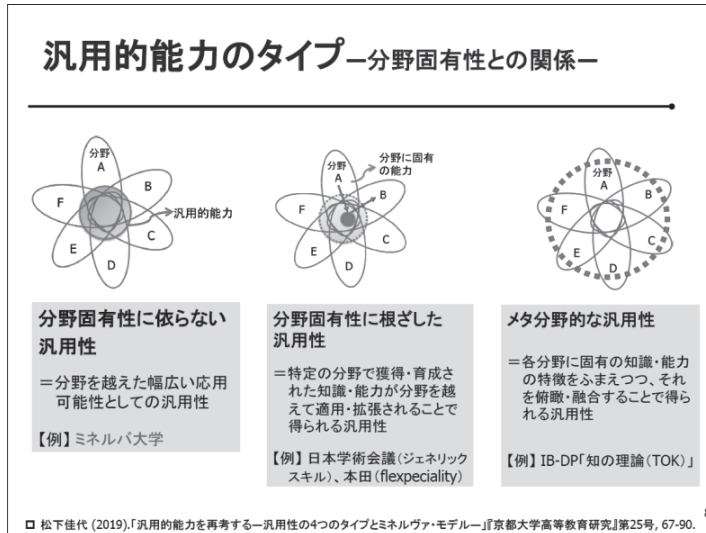 汎用的能力のタイプ―分野固有性との関係―
分野
A
B
C
D
E
F
汎用的能力
分野
A
B
C
D
E
F
分野に固有
の能力
分野
A
B
C
D
E
F
分野固有性に依らない
汎用性
＝分野を越えた幅広い応用
可能性としての汎用性
【例】ミネルバ大学
分野固有性に根ざした
汎用性
＝特定の分野で獲得・育成さ
れた知識・能力が分野を越
えて適用・拡張されることで
得られる汎用性
【例】日本学術会議（ジェネリック
スキル）、本田（flexpeciality）
メタ分野的な汎用性
＝各分野に固有の知識・能力
の特徴をふまえつつ、それ
を俯瞰・融合することで得ら
れる汎用性
【例】IB-DP「知の理論（TOK）」
松下佳代 (2019).「汎用的能力を再考する―汎用性の4つのタイプとミネルヴァ・モデル―」『京都大学高等教育研究』第25号, 67-90.